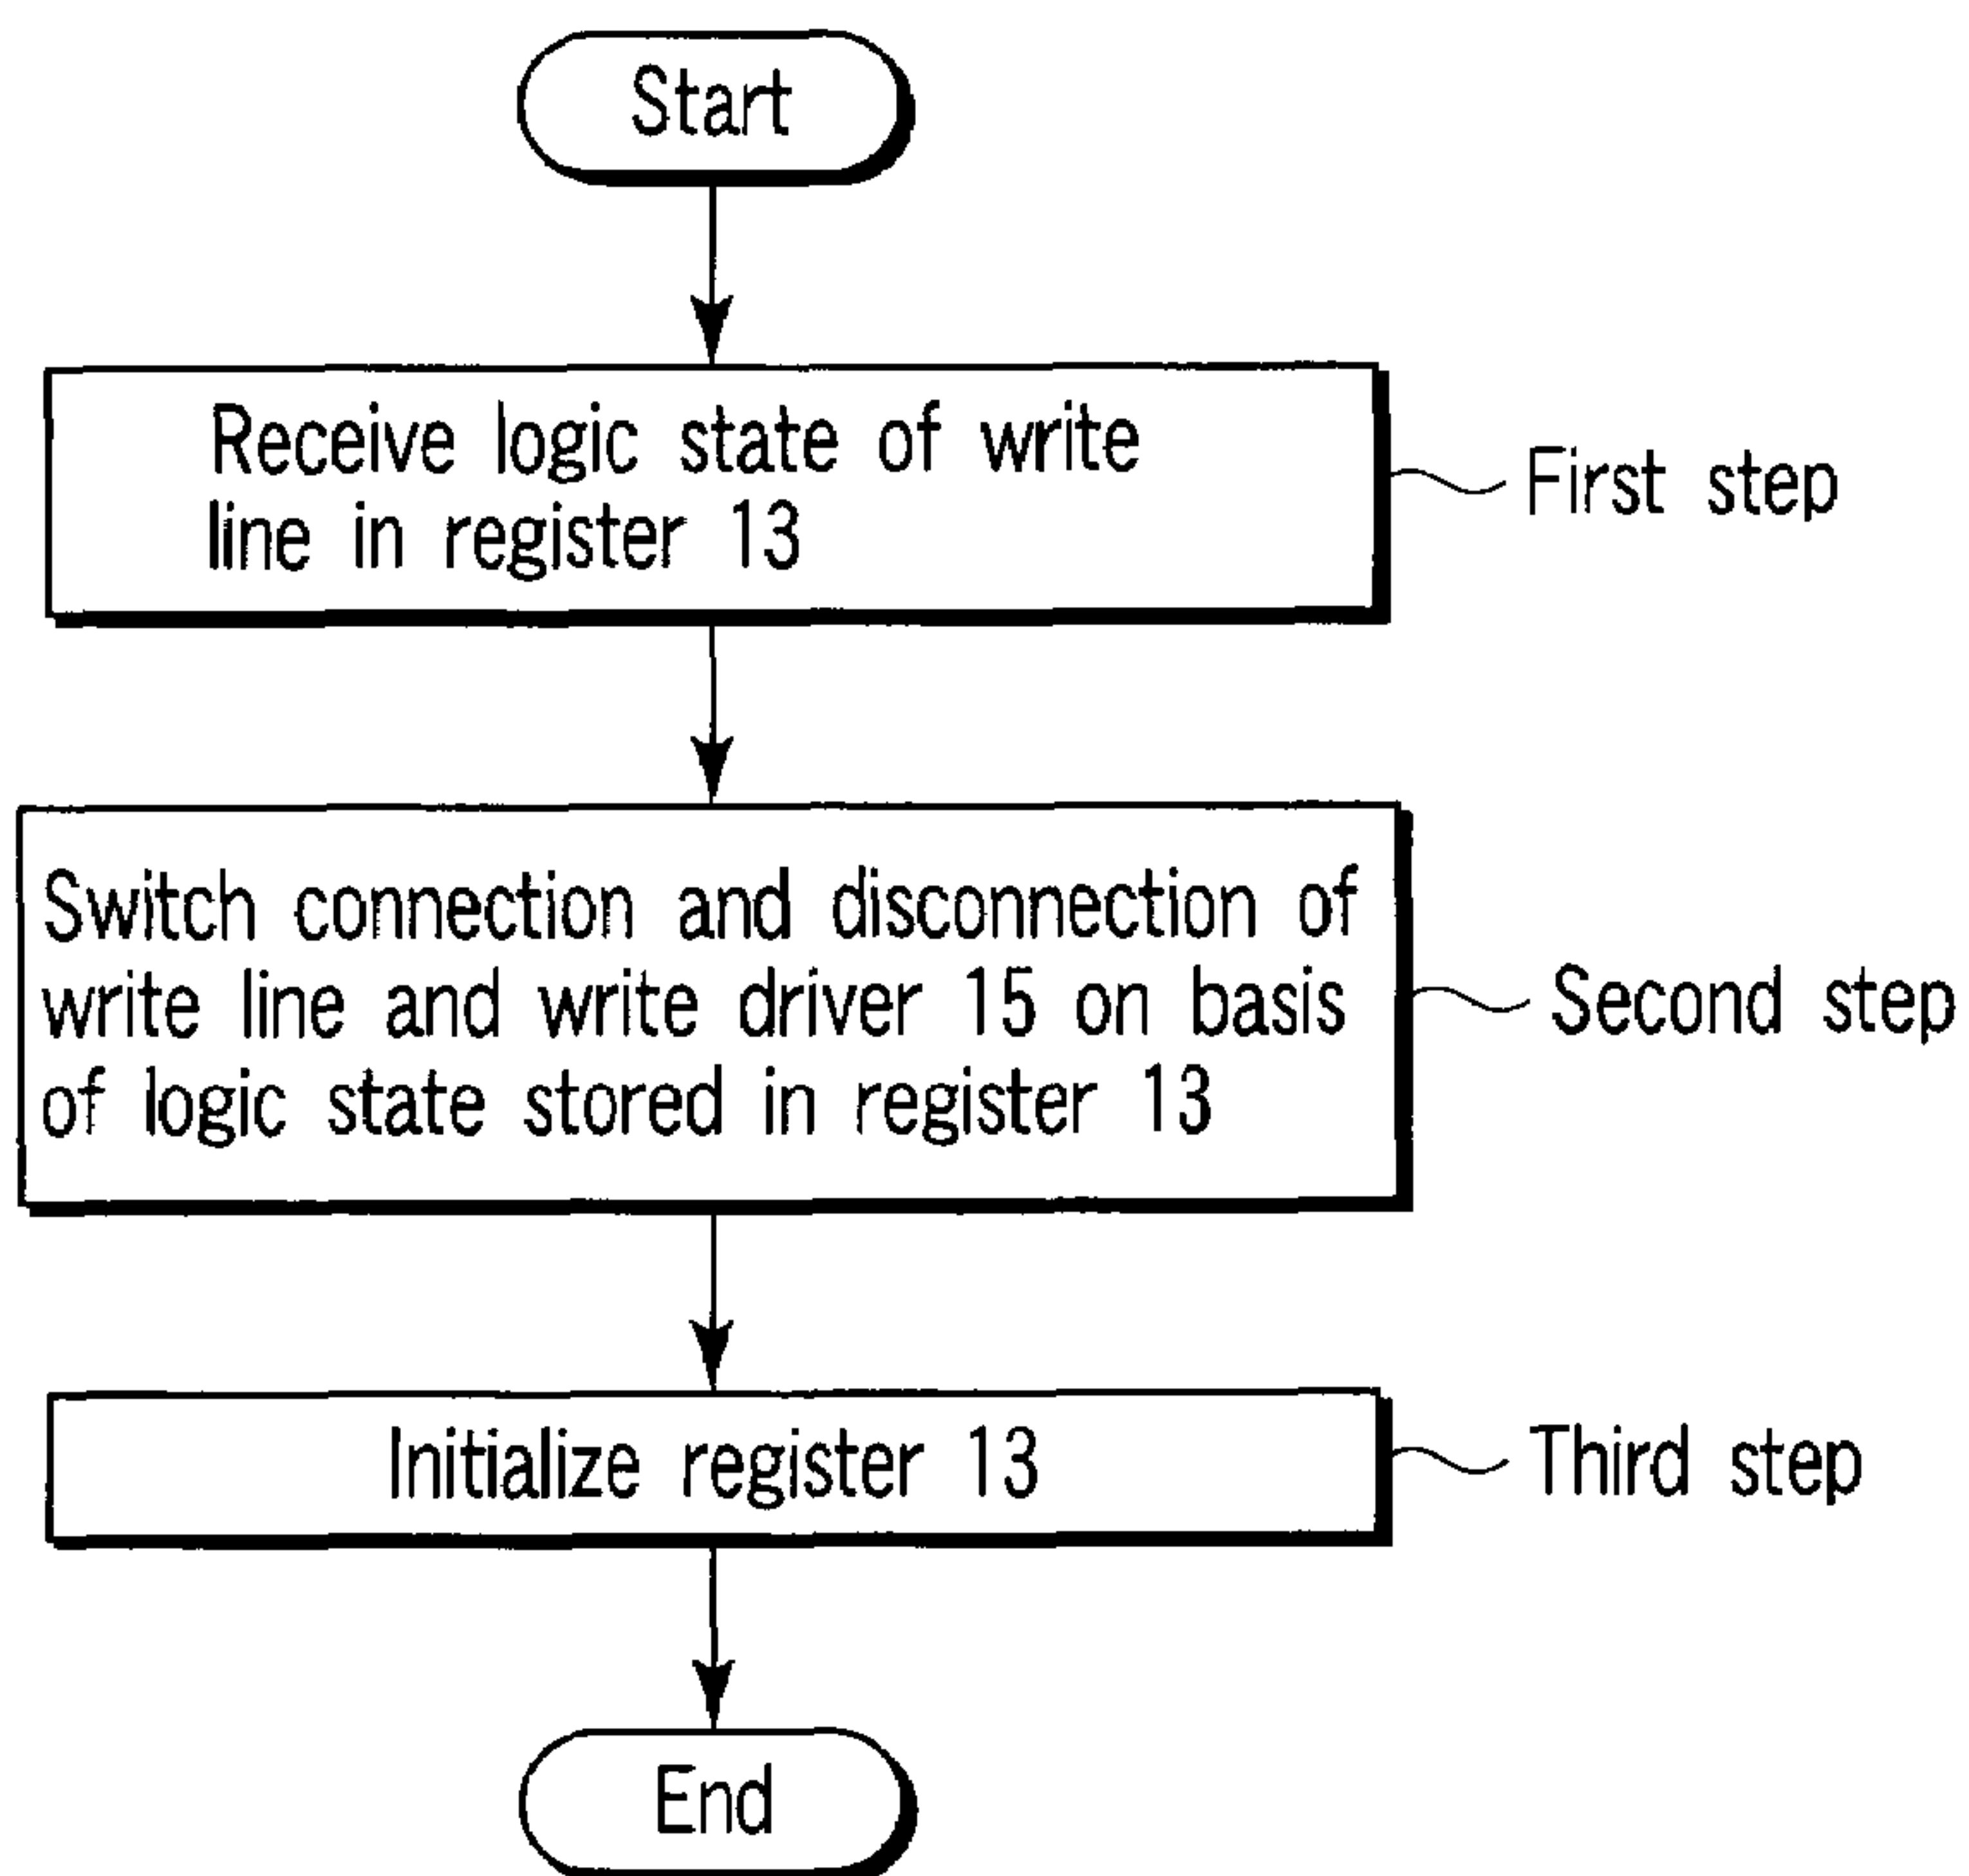 Start
Receive logic state of write
line in register 13
First step
Switch connection and disconnection of
write line and write driver 15 on basis
of logic state stored in register 13
Second step
Initialize register 13
Third step
End